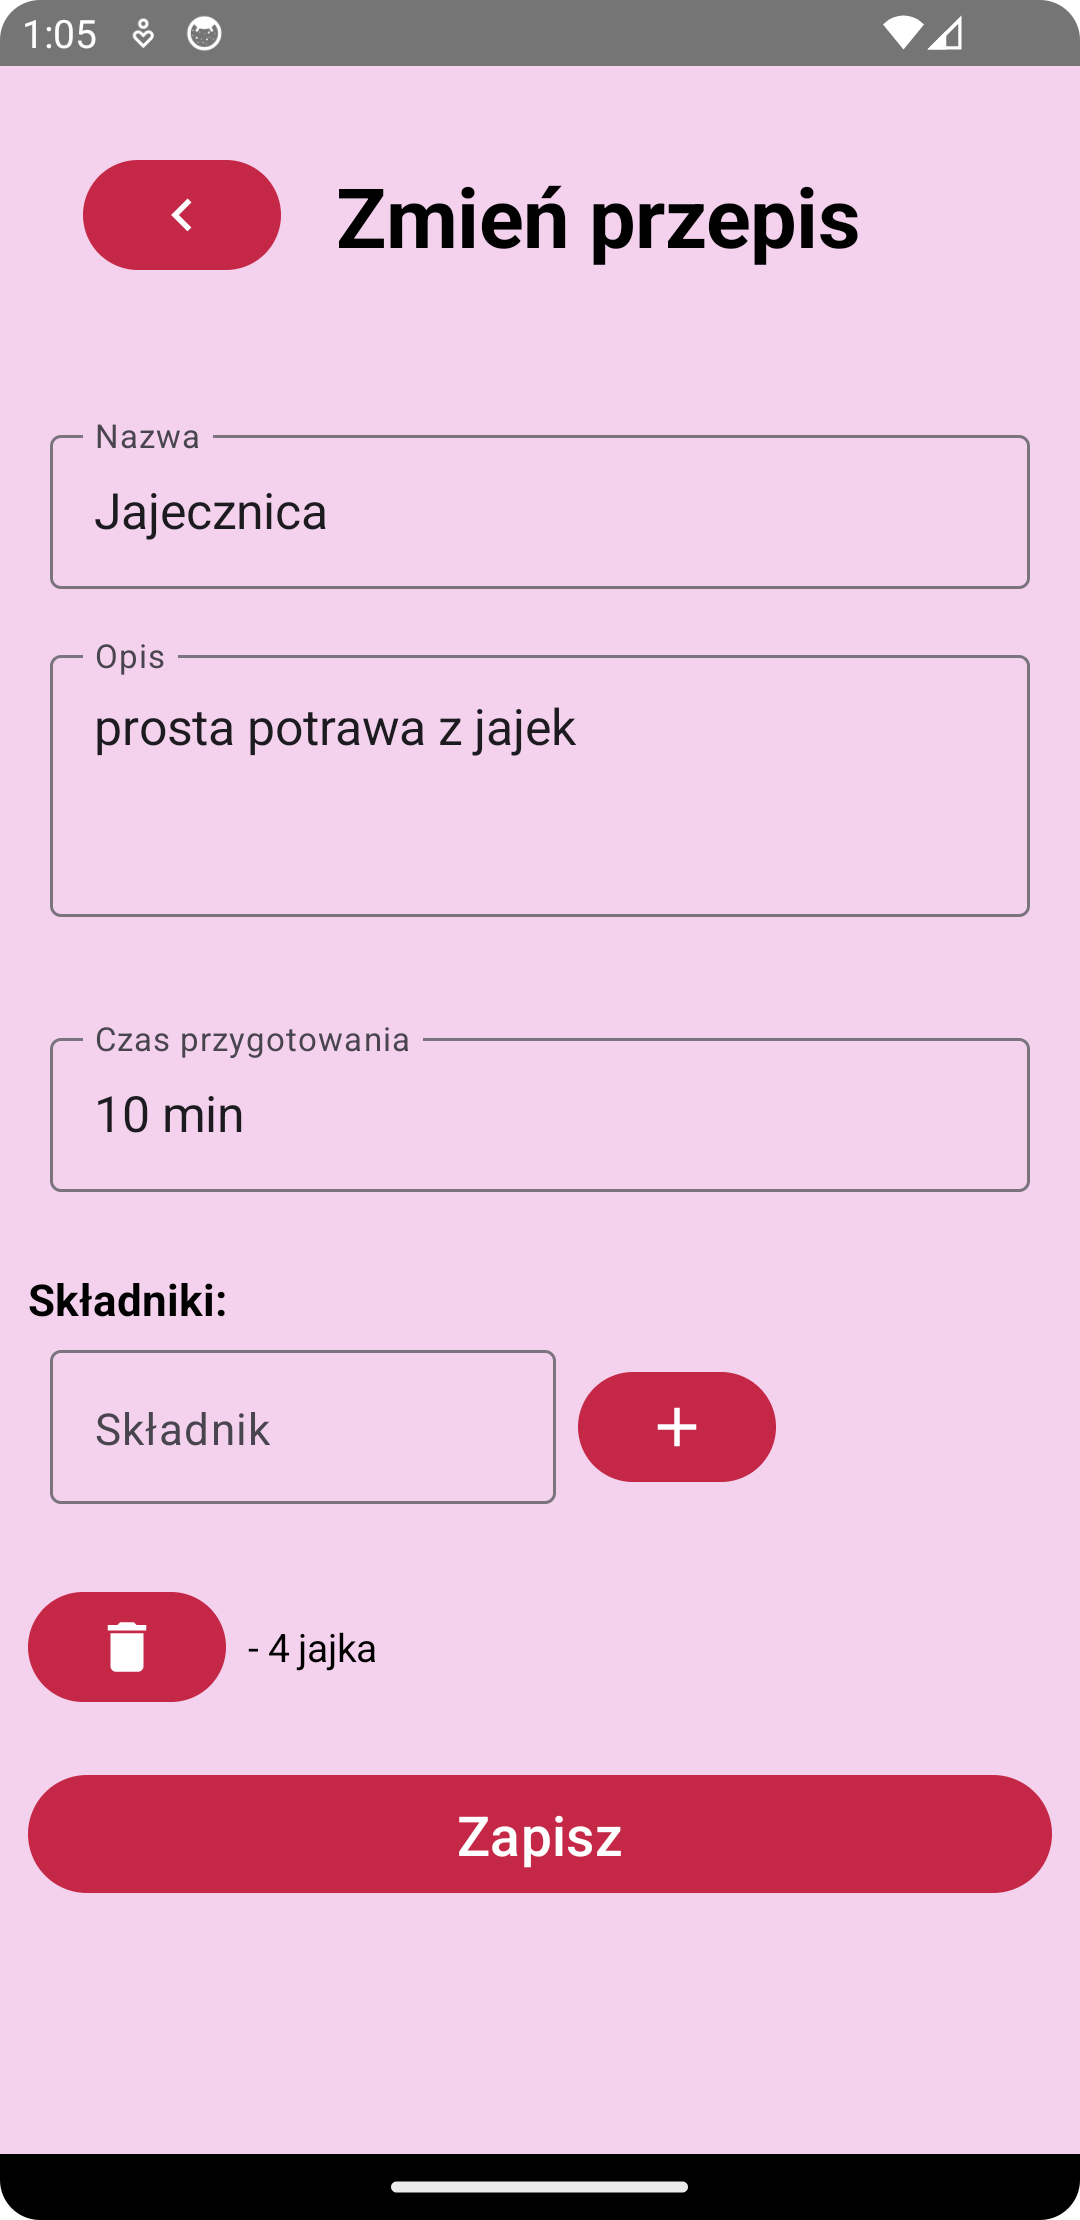 1:05
Zmień przepis
Nazwa
Jajecznica
Opis
prosta potrawa z jajek
Czas przygotowania
10 min
Składniki:
Składnik
- 4 jajka
Zapisz